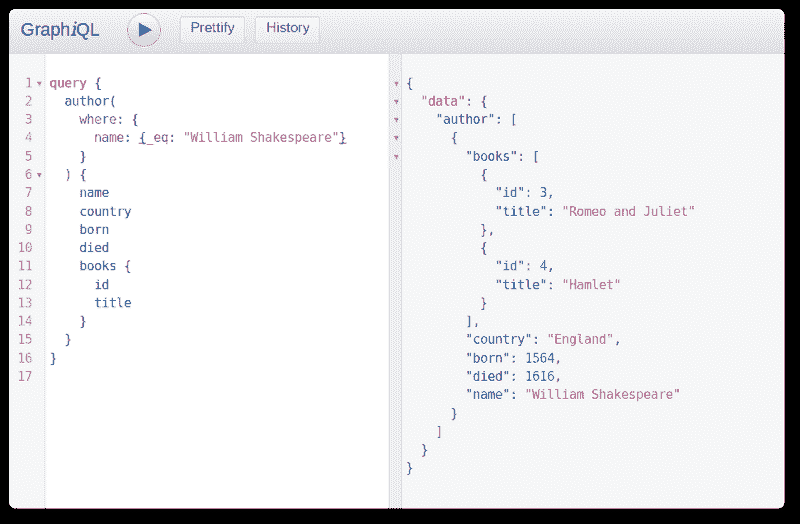 GraphiQL
Prettify
History
1 query {
2 author(
3 where: {
4 name: {_eq: "William Shakespeare"}
5 }
6 ) {
7 name
8 country
9 born
10 died
11 books {
12 id
13 title
14 }
15 }
16 }
17
{
"data": {
"author": [
{
"books": [
{
"id": 3,
"title": "Romeo and Juliet"
},
{
"id": 4,
"title": "Hamlet"
}
],
"country": "England",
"born": 1564,
"died": 1616,
"name": "William Shakespeare"
}
]
}
}